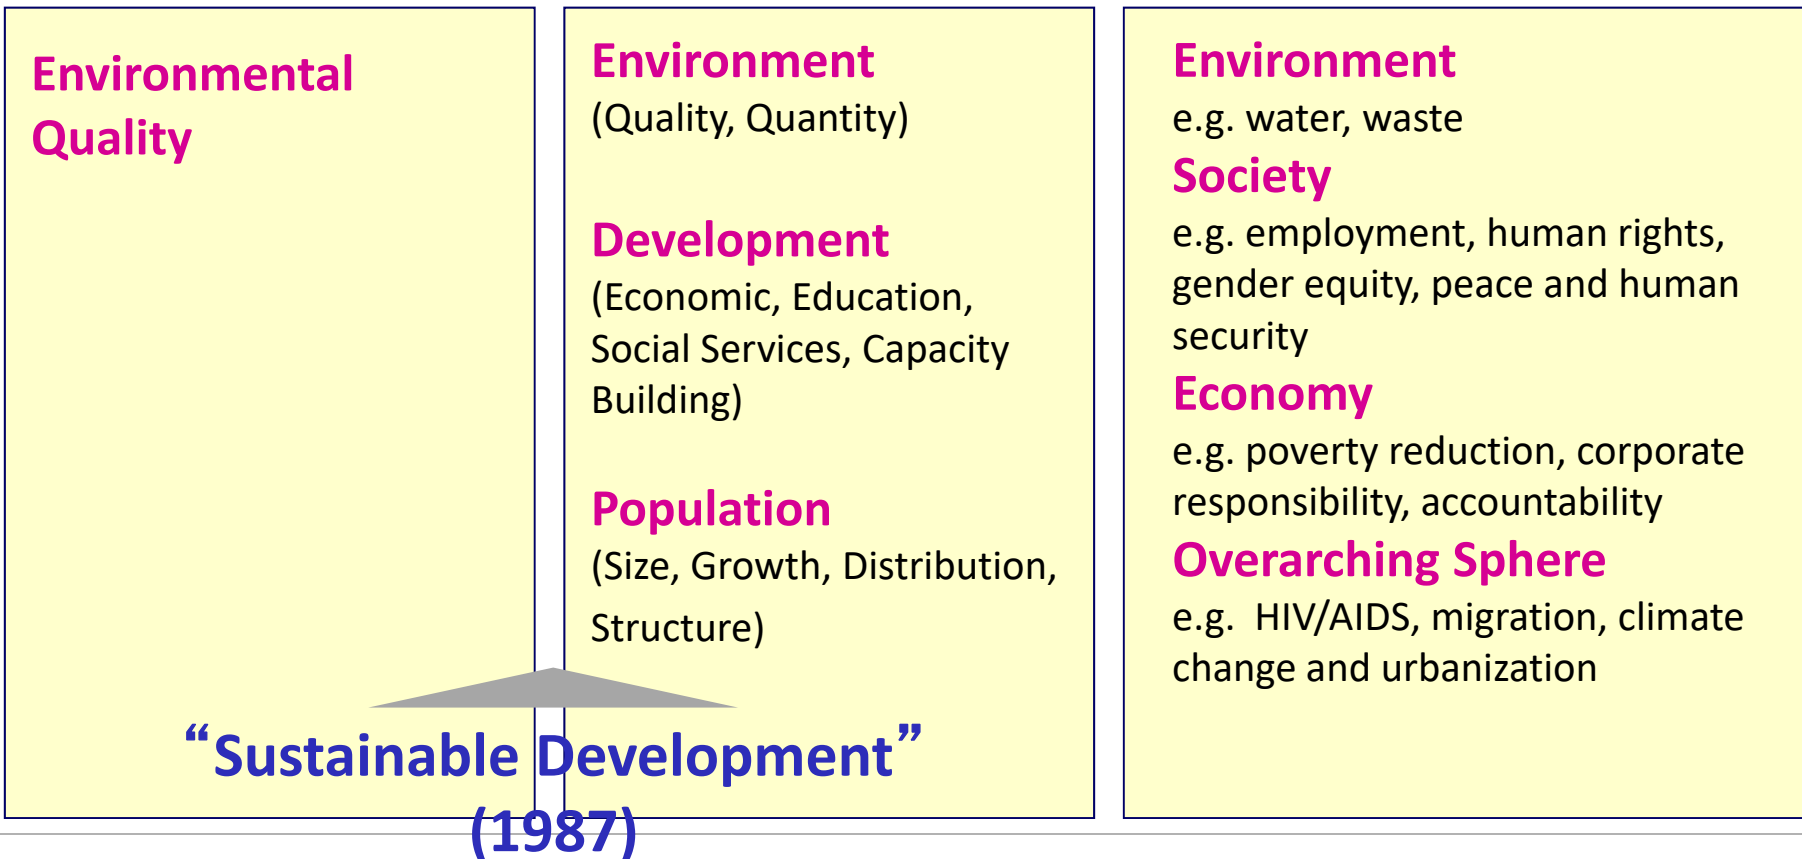 Environmental
Quality
Environment
(Quality, Quantity)
Development
(Economic, Education,
Social Services, Capacity
Building)
Population
(Size, Growth, Distribution,
Structure)
Environment
e.g. water, waste
Society
e.g. employment, human rights,
gender equity, peace and human
security
Economy
e.g. poverty reduction, corporate
responsibility, accountability
Overarching Sphere
e.g.  HIV/AIDS, migration, climate
change and urbanization
“Sustainable Development”
(1987)